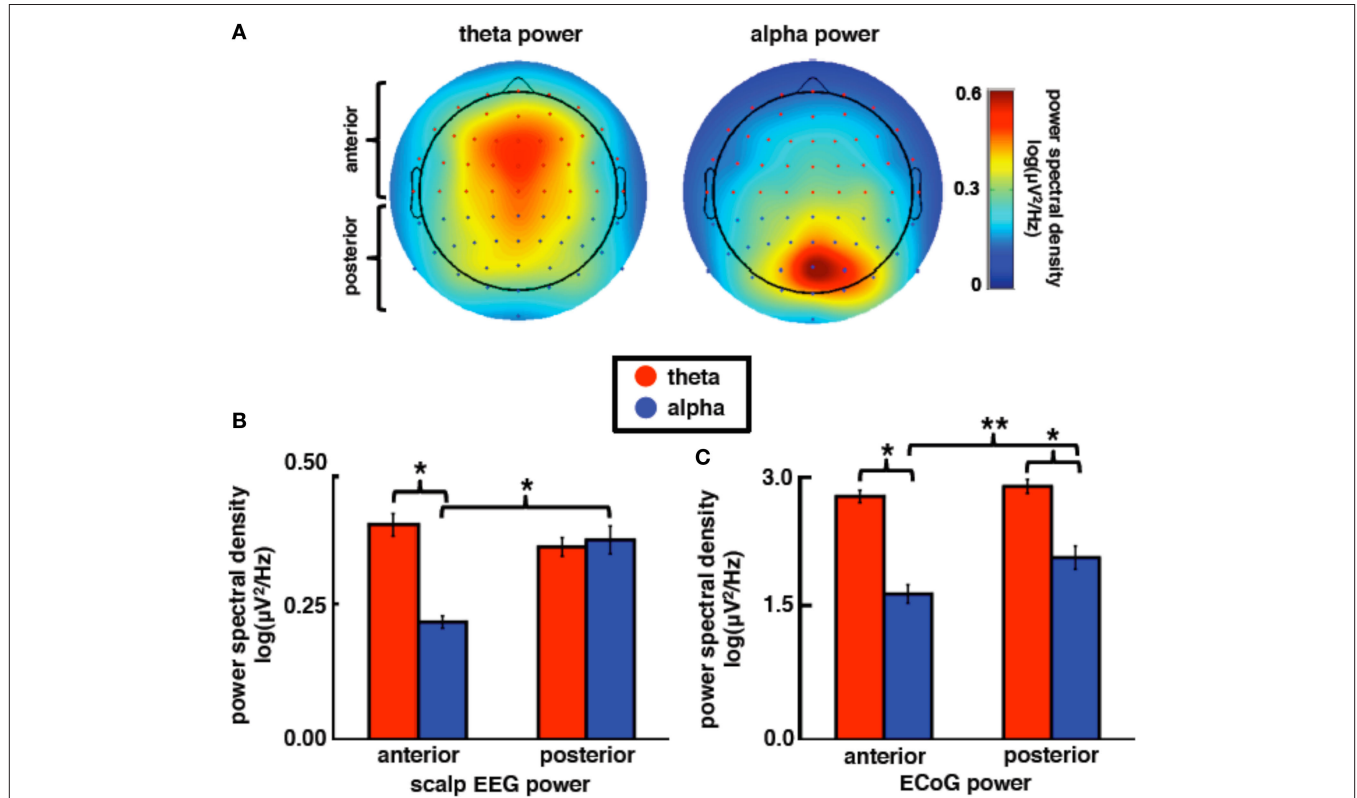 A
theta power
alpha power
anterior
posterior
0.6
0.3
0
power spectral density
log(µV²/Hz)
theta
alpha
B
power spectral density
log(µV²/Hz)
0.50
0.25
0.00
*
*
anterior
posterior
scalp EEG power
C
power spectral density
log(µV²/Hz)
3.0
1.5
0.0
*
**
*
anterior
posterior
ECoG power